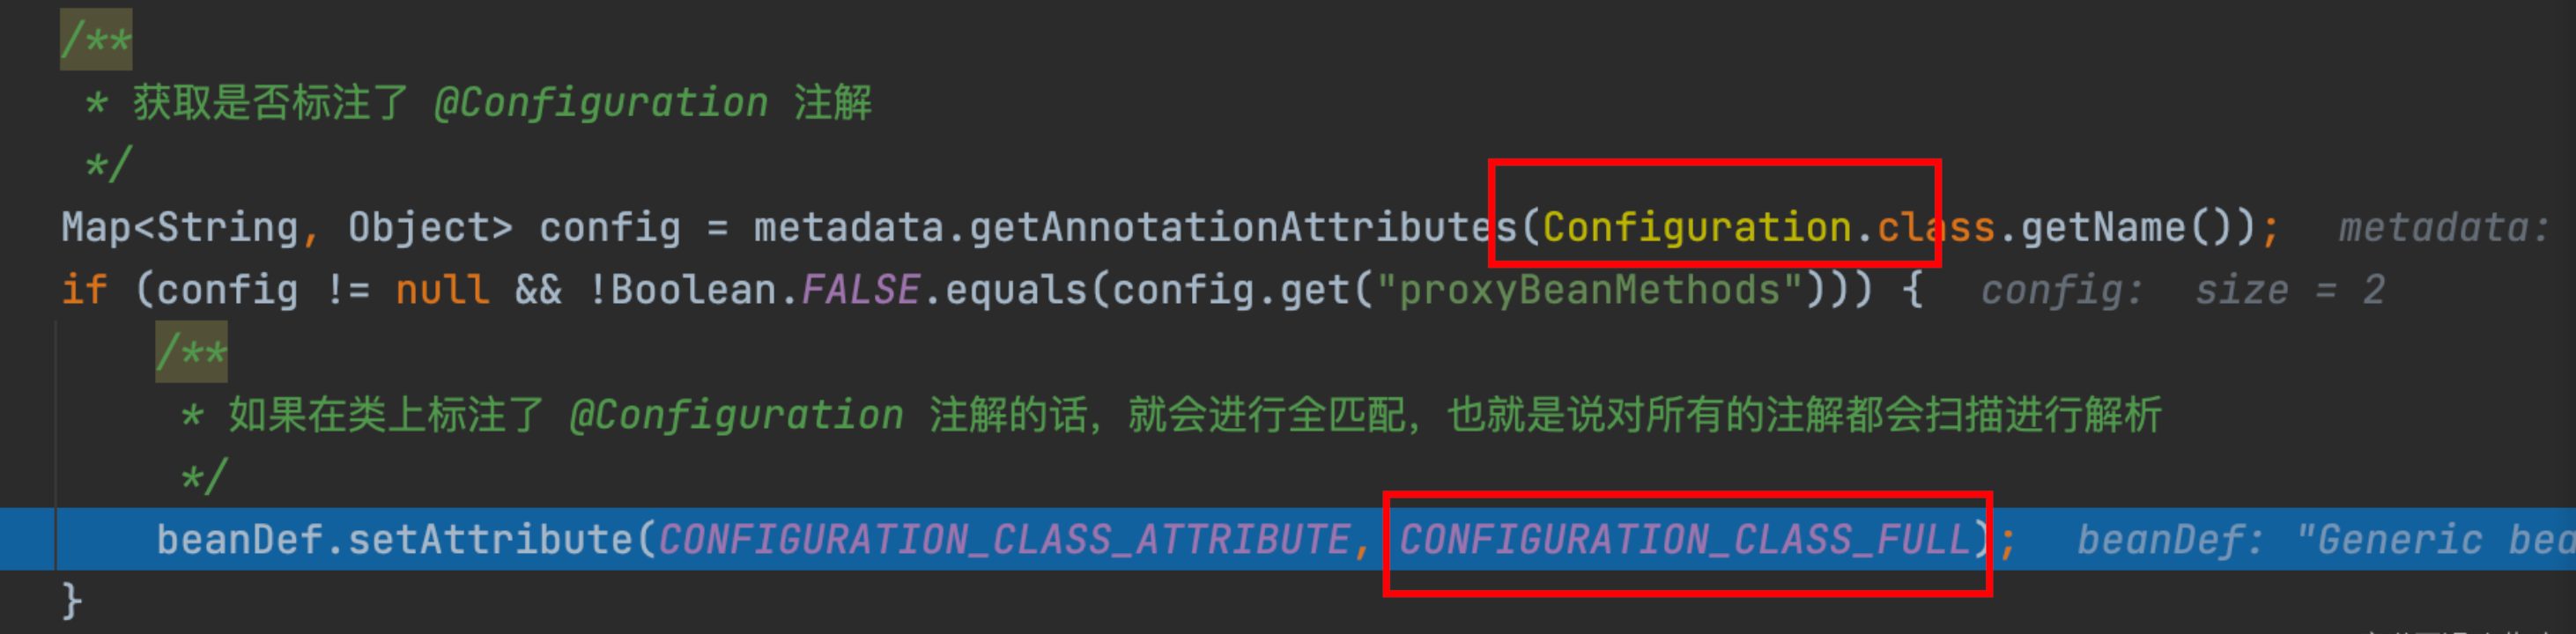 /**
* 获取是否标注了 @Configuration 注解
*/
Map<String, Object> config = metadata.getAnnotationAttributes(Configuration.class.getName()); metadata:
if (config != null && !Boolean.FALSE.equals(config.get("proxyBeanMethods"))) { config: size = 2
/**
* 如果在类上标注了 @Configuration 注解的话，就会进行全匹配，也就是说对所有的注解都会扫描进行解析
*/
beanDef.setAttribute(CONFIGURATION_CLASS_ATTRIBUTE, CONFIGURATION_CLASS_FULL); beanDef: "Generic bea
}